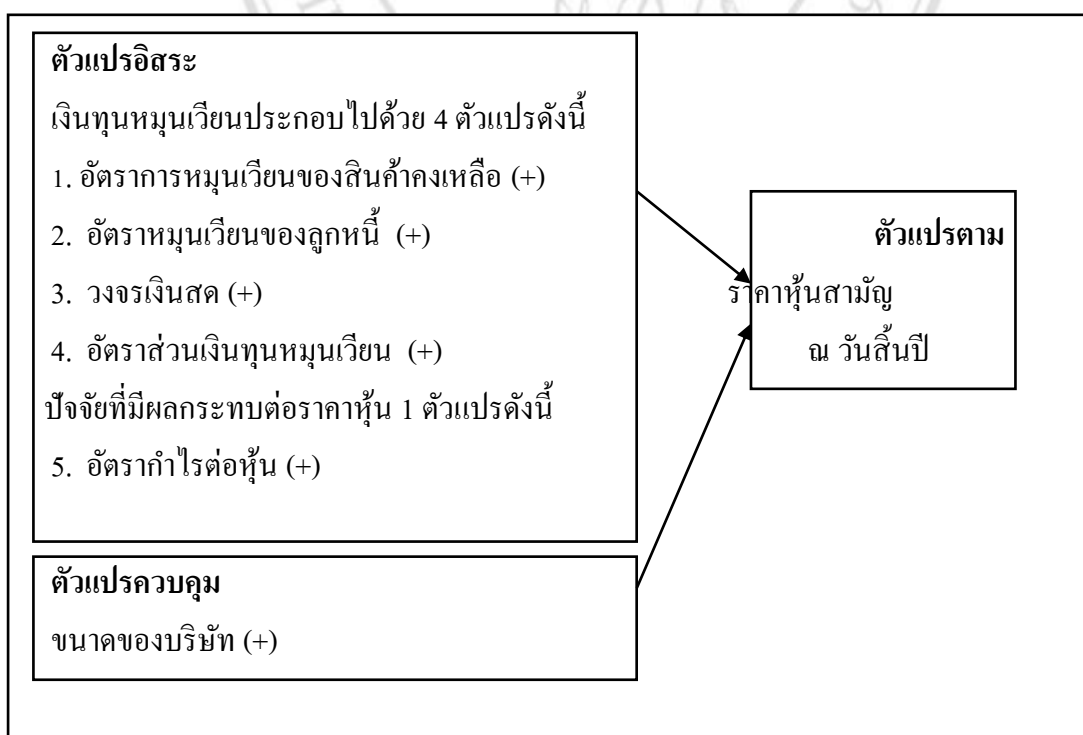 ตัวแปรอิสระ
เงินทุนหมุนเวียนประกอบไปด้วย 4 ตัวแปรดังนี้
1. อัตราการหมุนเวียนของสินค้าคงเหลือ (+)
2. อัตราหมุนเวียนของลูกหนี้ (+)
3. วงจรเงินสด (+)
4. อัตราส่วนเงินทุนหมุนเวียน (+)
ปัจจัยที่มีผลกระทบต่อราคาหุ้น 1 ตัวแปรดังนี้
5. อัตรากำไรต่อหุ้น (+)
ตัวแปรควบคุม
ขนาดของบริษัท (+)
ตัวแปรตาม
ราคาหุ้นสามัญ
ณ วันสิ้นปี